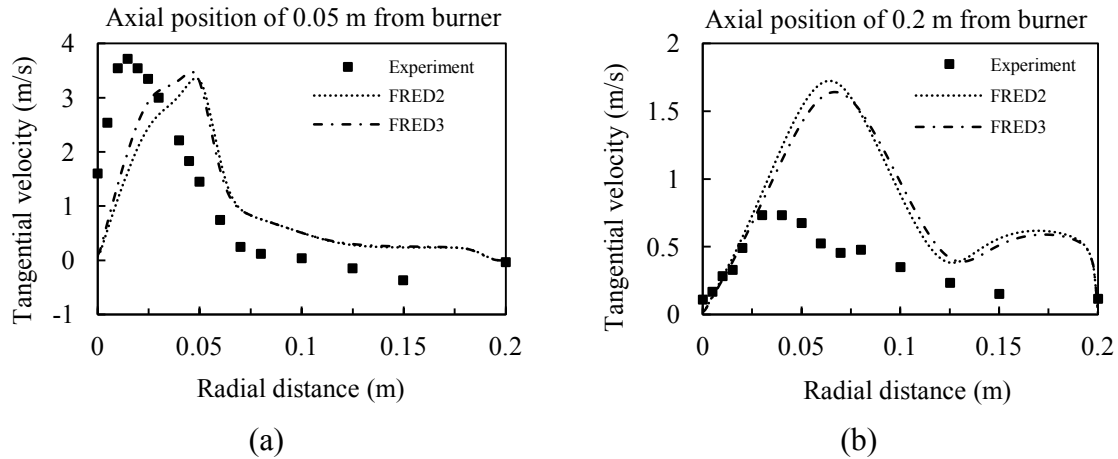 Axial position of 0.05 m from burner
4
3
2
1
0
-1
Tangential velocity (m/s)
Experiment
FRED2
FRED3
0
0.05
0.1
0.15
0.2
Radial distance (m)
(a)
Axial position of 0.2 m from burner
2
1.5
1
0.5
0
Tangential velocity (m/s)
Experiment
FRED2
FRED3
0
0.05
0.1
0.15
0.2
Radial distance (m)
(b)